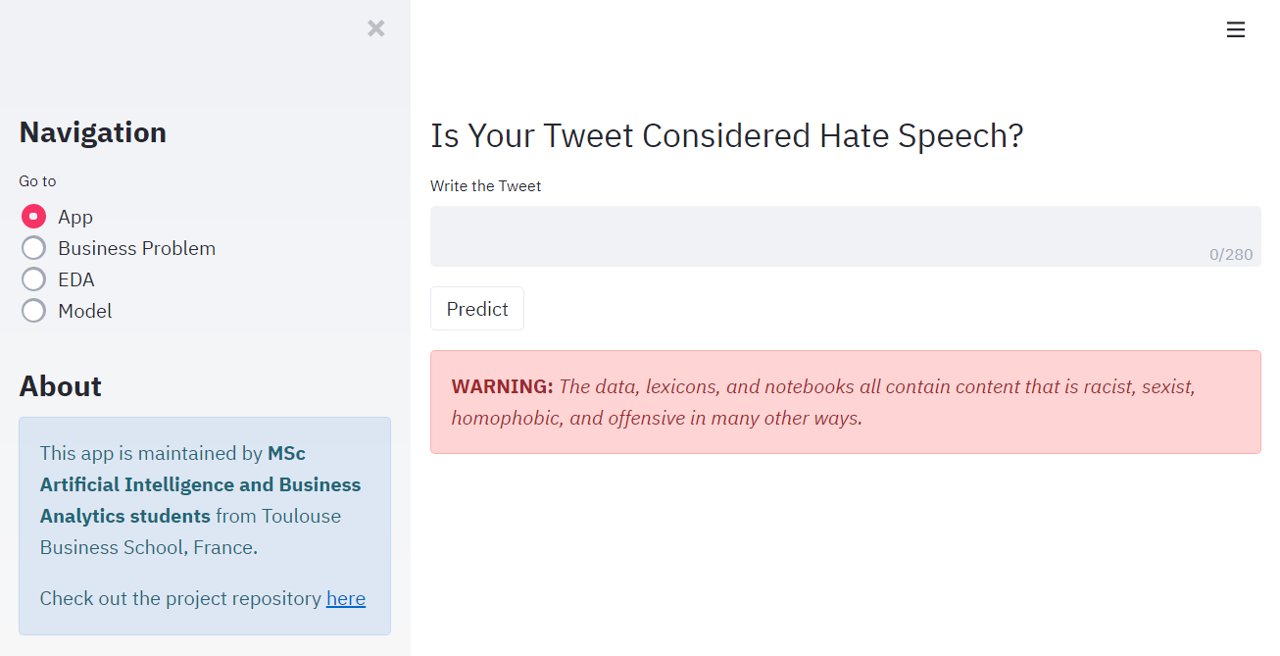 Navigation
Go to
App
Business Problem
EDA
Model
About
This app is maintained by MSc
Artificial Intelligence and Business
Analytics students from Toulouse
Business School, France.
Check out the project repository here
Is Your Tweet Considered Hate Speech?
Write the Tweet
0/280
Predict
WARNING: The data, lexicons, and notebooks all contain content that is racist, sexist,
homophobic, and offensive in many other ways.